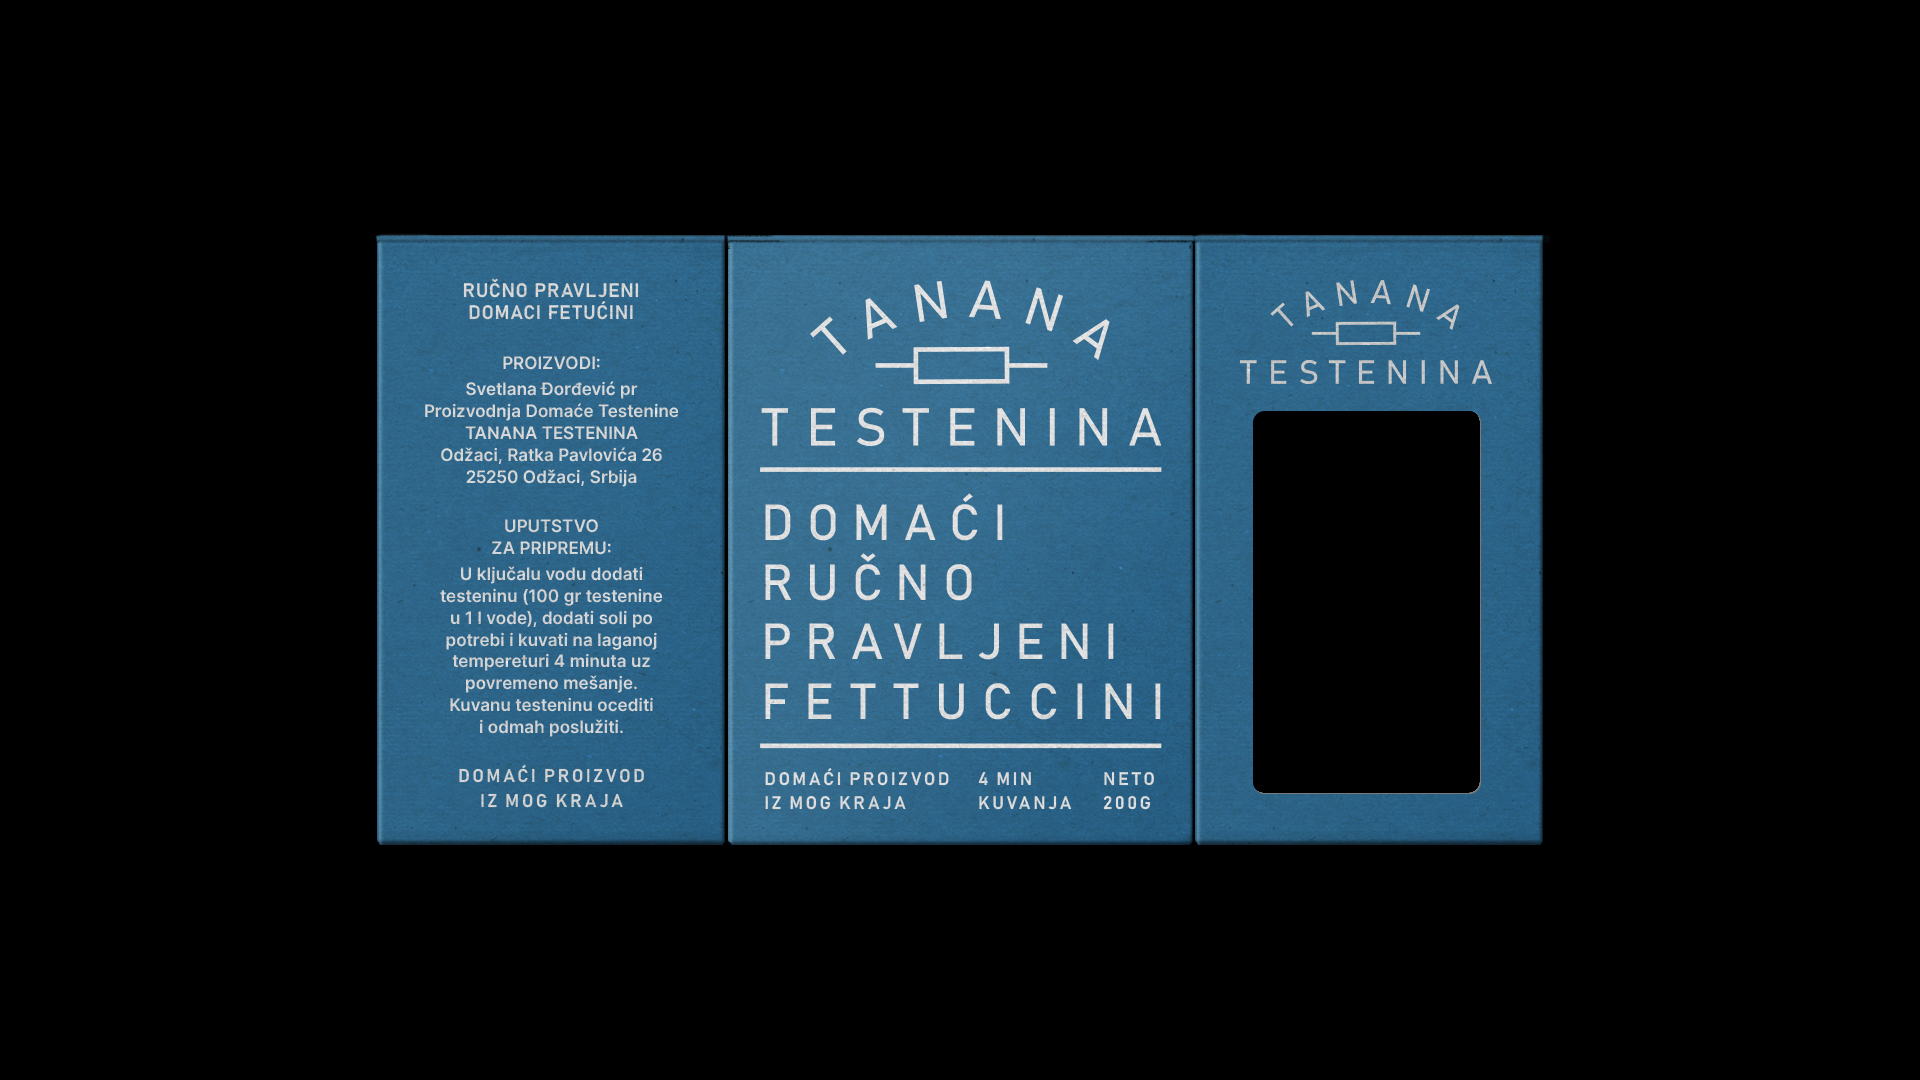 RUČNO PRAVLJENI
DOMACI FETUĆINI
PROIZVODI:
Svetlana Đorđević pr
Proizvodnja Domaće Testenine
TANANA TESTENINA
Odžaci, Ratka Pavlovića 26
25250 Odžaci, Srbija
UPUTSTVO
ZA PRIPREMU:
U ključalu vodu dodati
testeninu (100 gr testenine
u 1 l vode), dodati soli po
potrebi i kuvati na laganoj
tempereturi 4 minuta uz
povremeno mešanje.
Kuvanu testeninu ocediti
i odmah poslužiti.
DOMAĆI PROIZVOD
IZ MOG KRAJA
TANANA
TESTENINA
DOMAĆI
RUČNO
PRAVLJENI
FETTUCCINI
DOMAĆI PROIZVOD
IZ MOG KRAJA
4 MIN
KUVANJA
NETO
200G
TANANA
TESTENINA